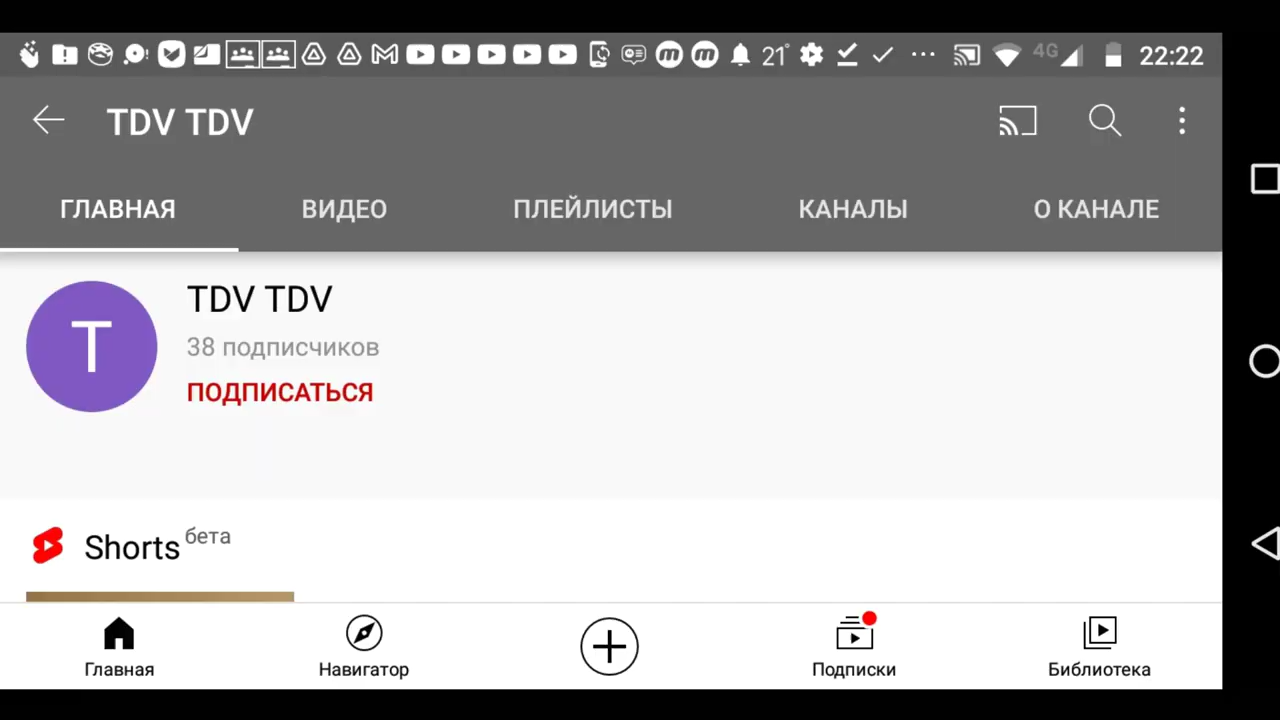 21° 4G 22:22
TDV TDV
ГЛАВНАЯ ВИДЕО ПЛЕЙЛИСТЫ КАНАЛЫ О КАНАЛЕ
T
TDV TDV
38 подписчиков
ПОДПИСАТЬСЯ
Shorts бета
Главная Навигатор Подписки Библиотека